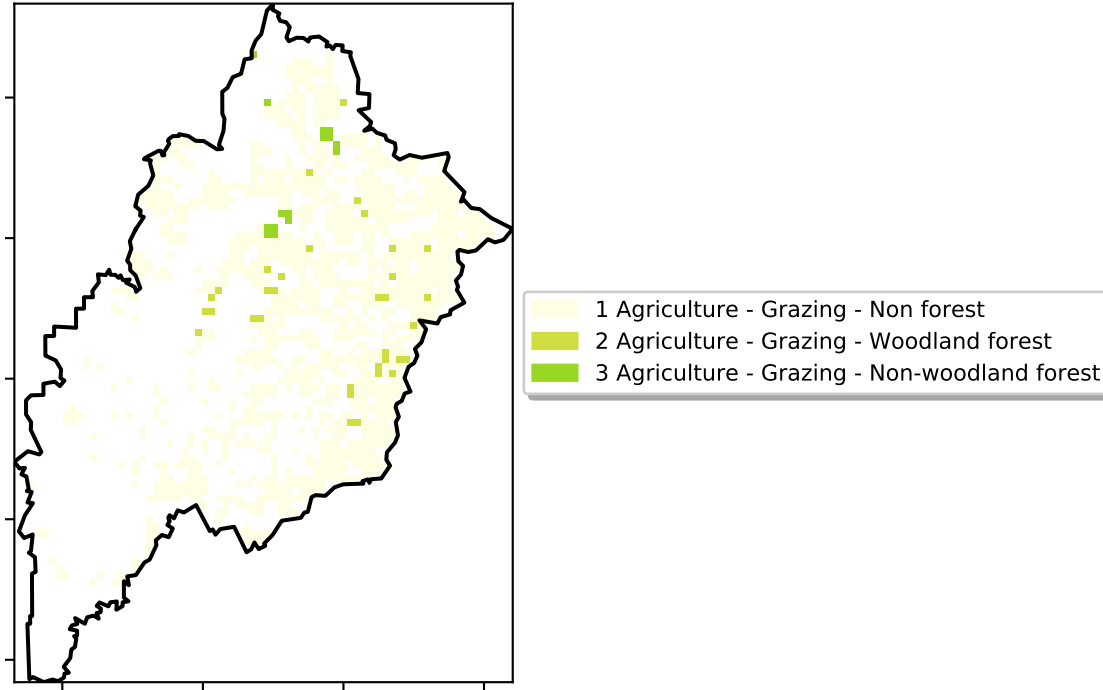 1 Agriculture - Grazing - Non forest
2 Agriculture - Grazing - Woodland forest
3 Agriculture - Grazing - Non-woodland forest